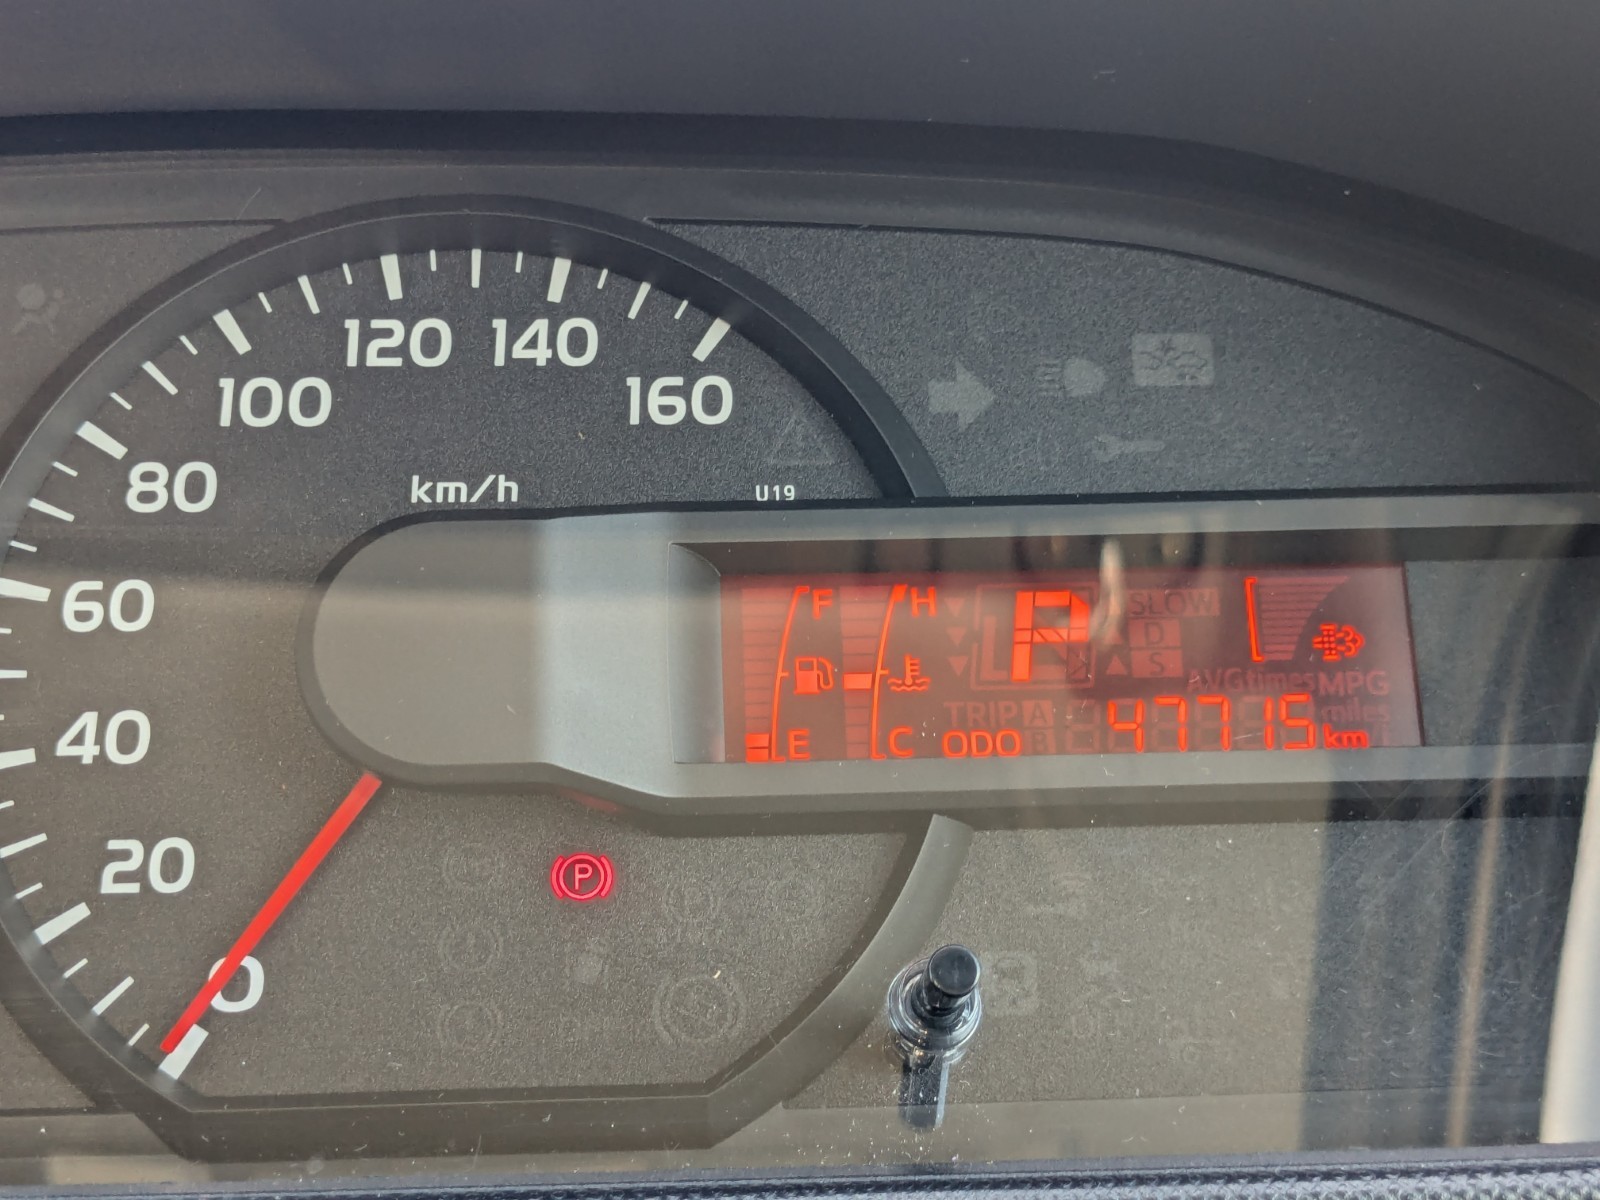 120 140
100 160
80
km/h
U19
60
F H P SLOW
D
S
AVG times MPG
40
TRIP A miles
E C ODO 47715 km
20
P
0